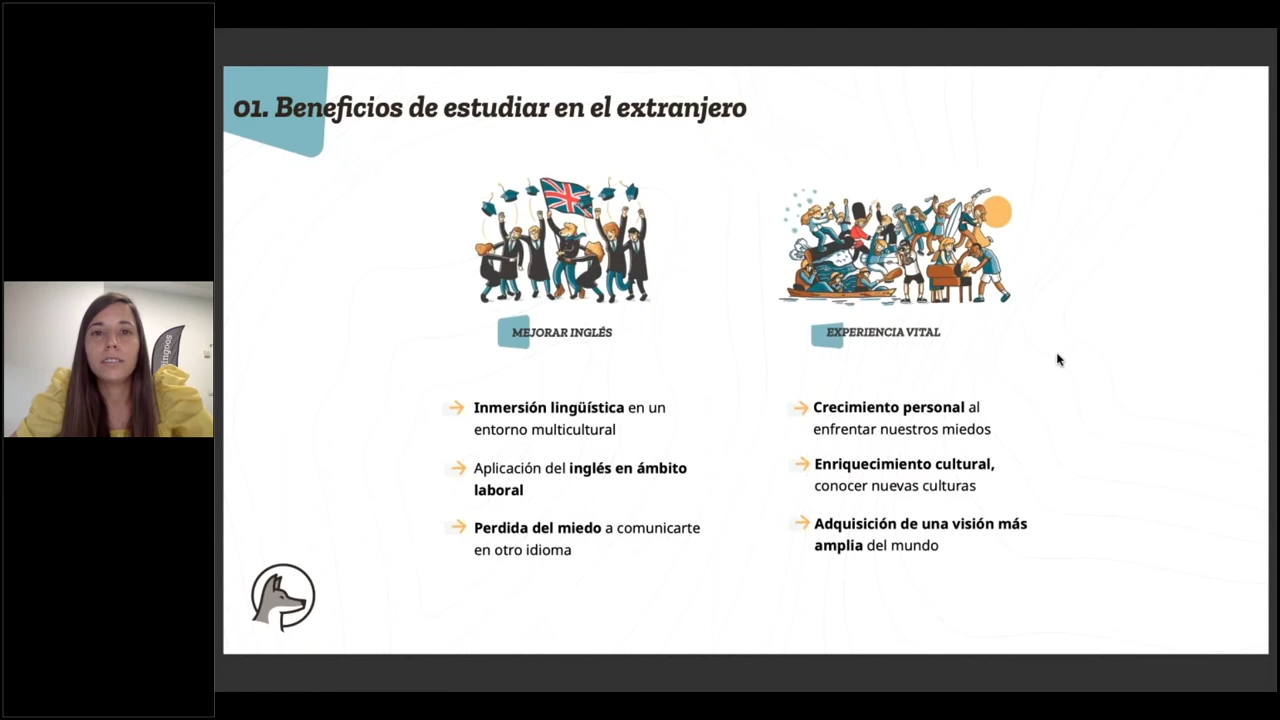 01. Beneficios de estudiar en el extranjero
MEJORAR INGLÉS
Inmersión lingüística en un
entorno multicultural
Aplicación del inglés en ámbito
laboral
Perdida del miedo a comunicarte
en otro idioma
EXPERIENCIA VITAL
Crecimiento personal al
enfrentar nuestros miedos
Enriquecimiento cultural,
conocer nuevas culturas
Adquisición de una visión más
amplia del mundo